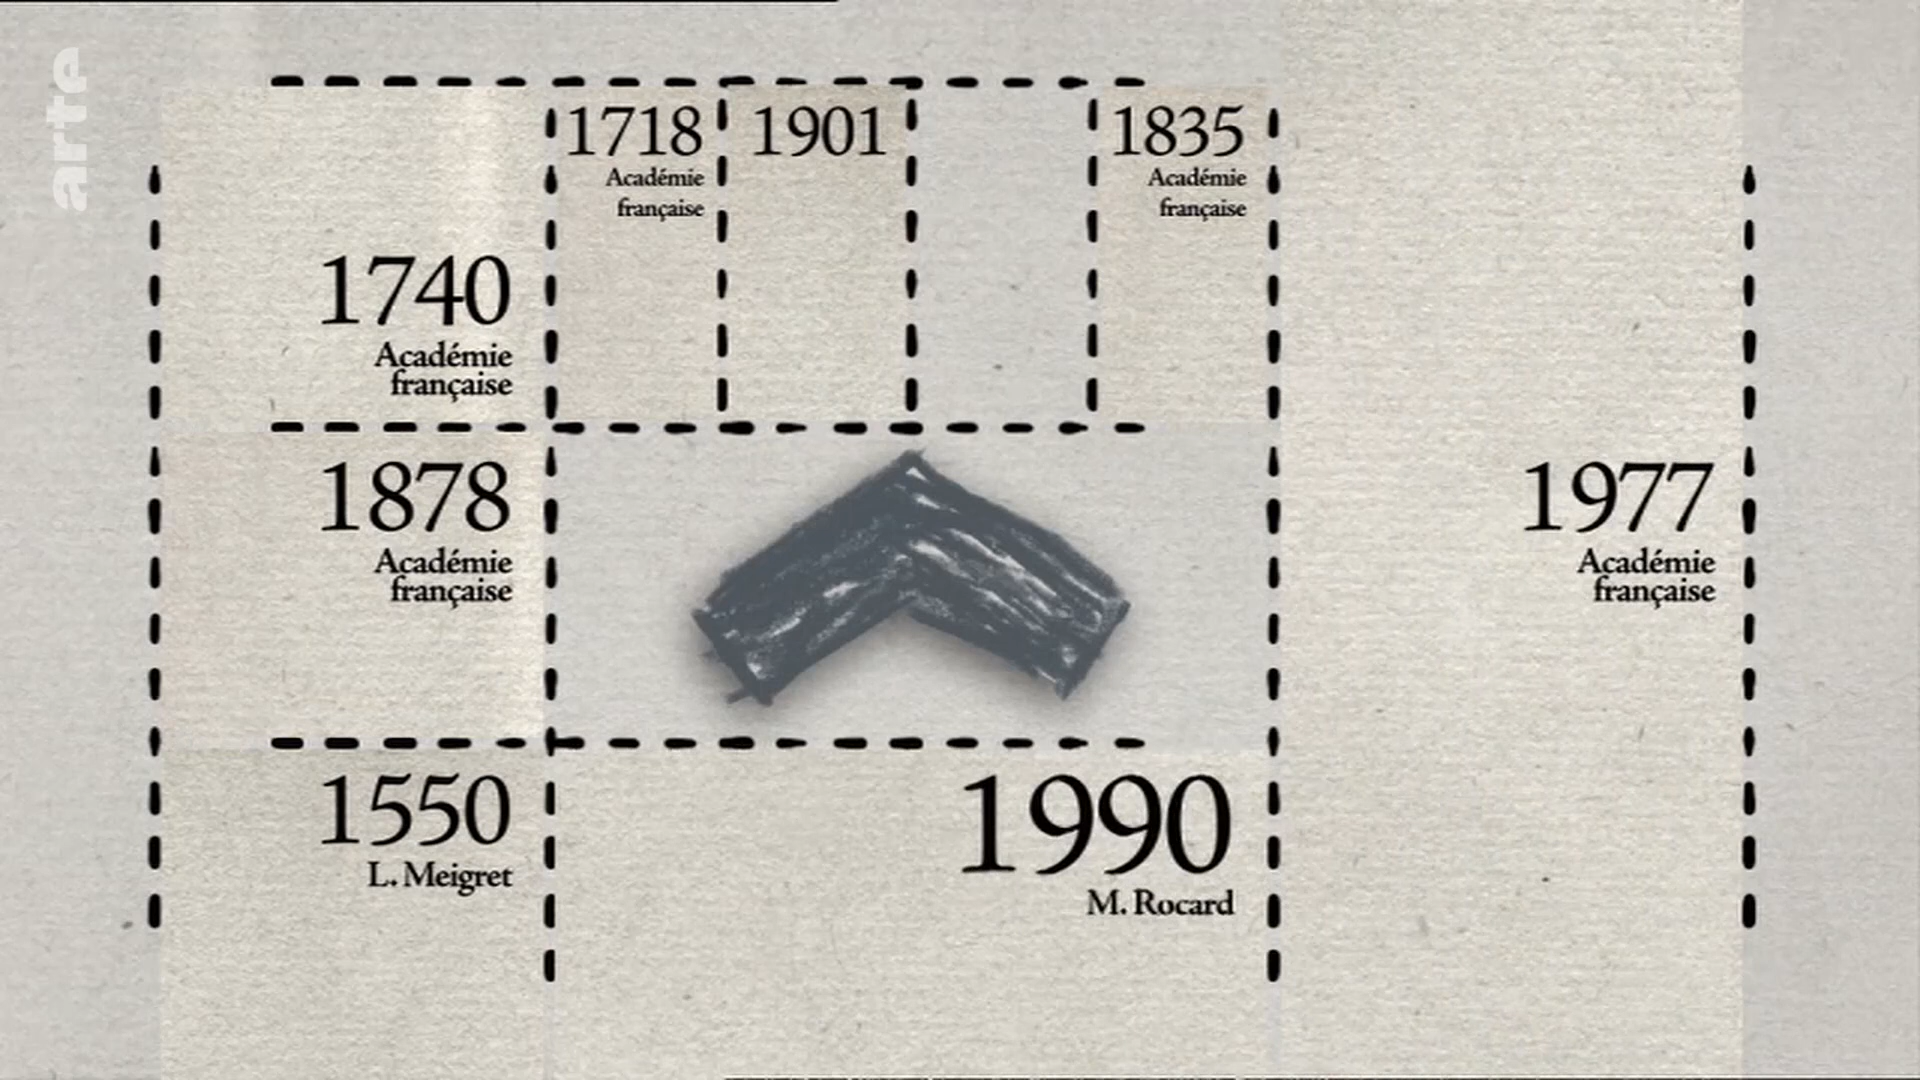 arte
1718
Académie
française
1901
1835
Académie
française
1740
Académie
française
1878
Académie
française
1977
Académie
française
1550
L. Meigret
1990
M. Rocard